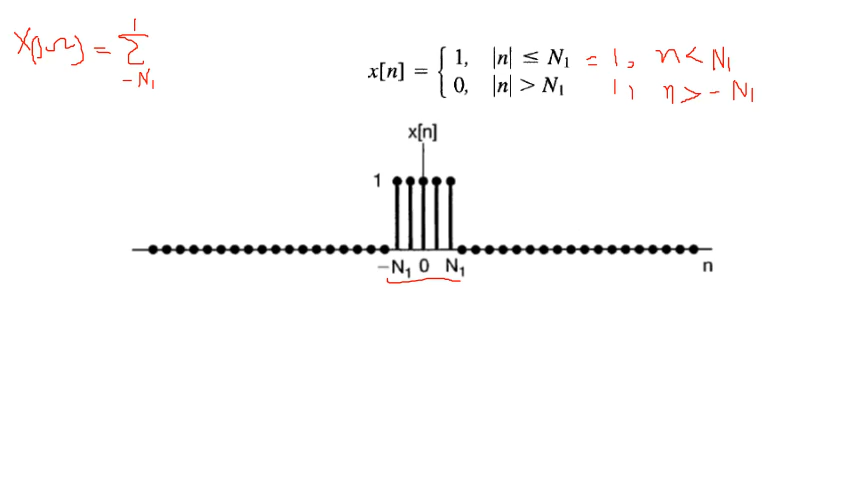 X(jΩ) = 1
Σ
-N₁
x[n] = { 1, |n| ≤ N₁ = 1, n < N₁
0, |n| > N₁ 1, n > - N₁
x[n]
1
-N₁ 0 N₁ n